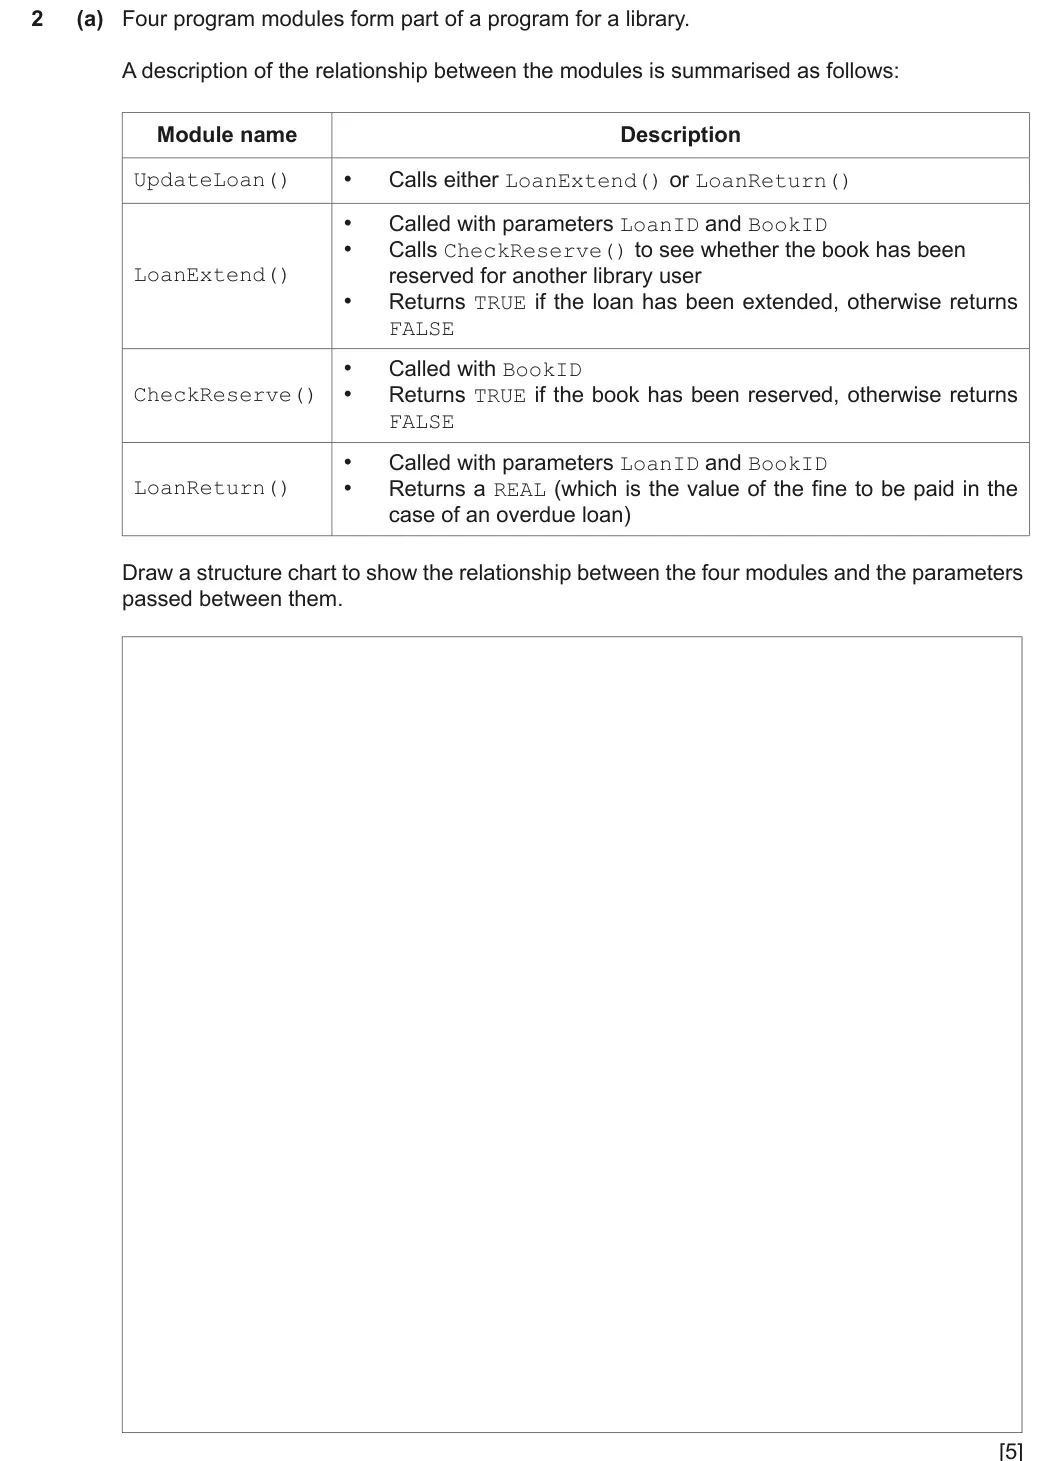 2 (a) Four program modules form part of a program for a library.
A description of the relationship between the modules is summarised as follows:
Module name Description
UpdateLoan() • Calls either LoanExtend() or LoanReturn()
LoanExtend()
• Called with parameters LoanID and BookID
• Calls CheckReserve() to see whether the book has been
reserved for another library user
• Returns TRUE if the loan has been extended, otherwise returns
FALSE
CheckReserve()
• Called with BookID
• Returns TRUE if the book has been reserved, otherwise returns
FALSE
LoanReturn()
• Called with parameters LoanID and BookID
• Returns a REAL (which is the value of the fine to be paid in the
case of an overdue loan)
Draw a structure chart to show the relationship between the four modules and the parameters
passed between them.
[5]